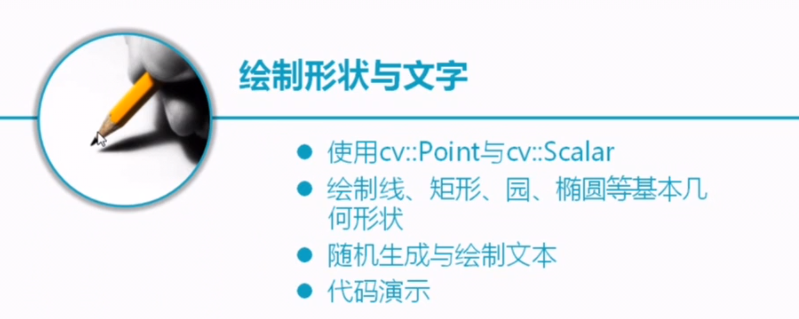 绘制形状与文字
使用cv::Point与cv::Scalar
绘制线、矩形、园、椭圆等基本几
何形状
随机生成与绘制文本
代码演示